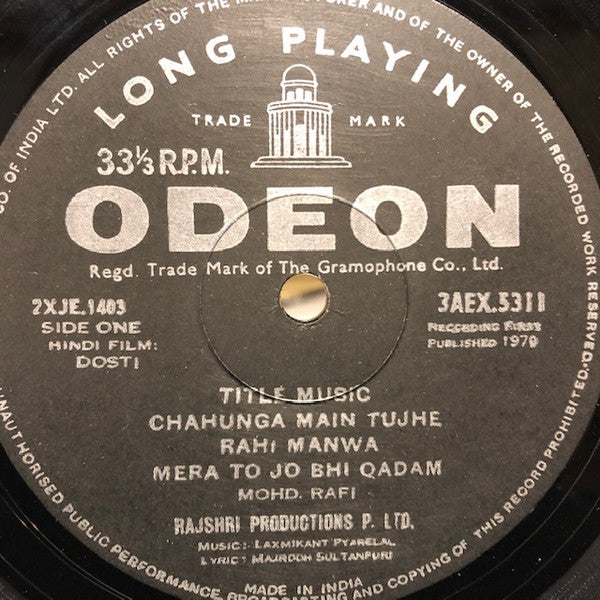 CO. OF INDIA LTD. ALL RIGHTS OF THE
AND OF THE OWNER OF THE RECORDED WORK RESERVED.
LONG PLAYING
TRADE MARK
33⅓ R.P.M.
ODEON
Regd. Trade Mark of The Gramophone Co., Ltd.
2XJE.1403
3AEX.5311
SIDE ONE
RECORDING FIRST
HINDI FILM:
PUBLISHED 1970
DOSTI
TITLE MUSIC
CHAHUNGA MAIN TUJHE
RAHI MANWA
MERA TO JO BHI QADAM
MOHD. RAFI
RAJSHRI PRODUCTIONS P. LTD.
MUSIC: LAXMIKANT PYARELAL
LYRIC: MAJROOH SULTANPURI
MADE IN INDIA
UNAUTHORISED PUBLIC PERFORMANCE, BROADCASTING AND COPYING OF THIS RECORD PROHIBITED.